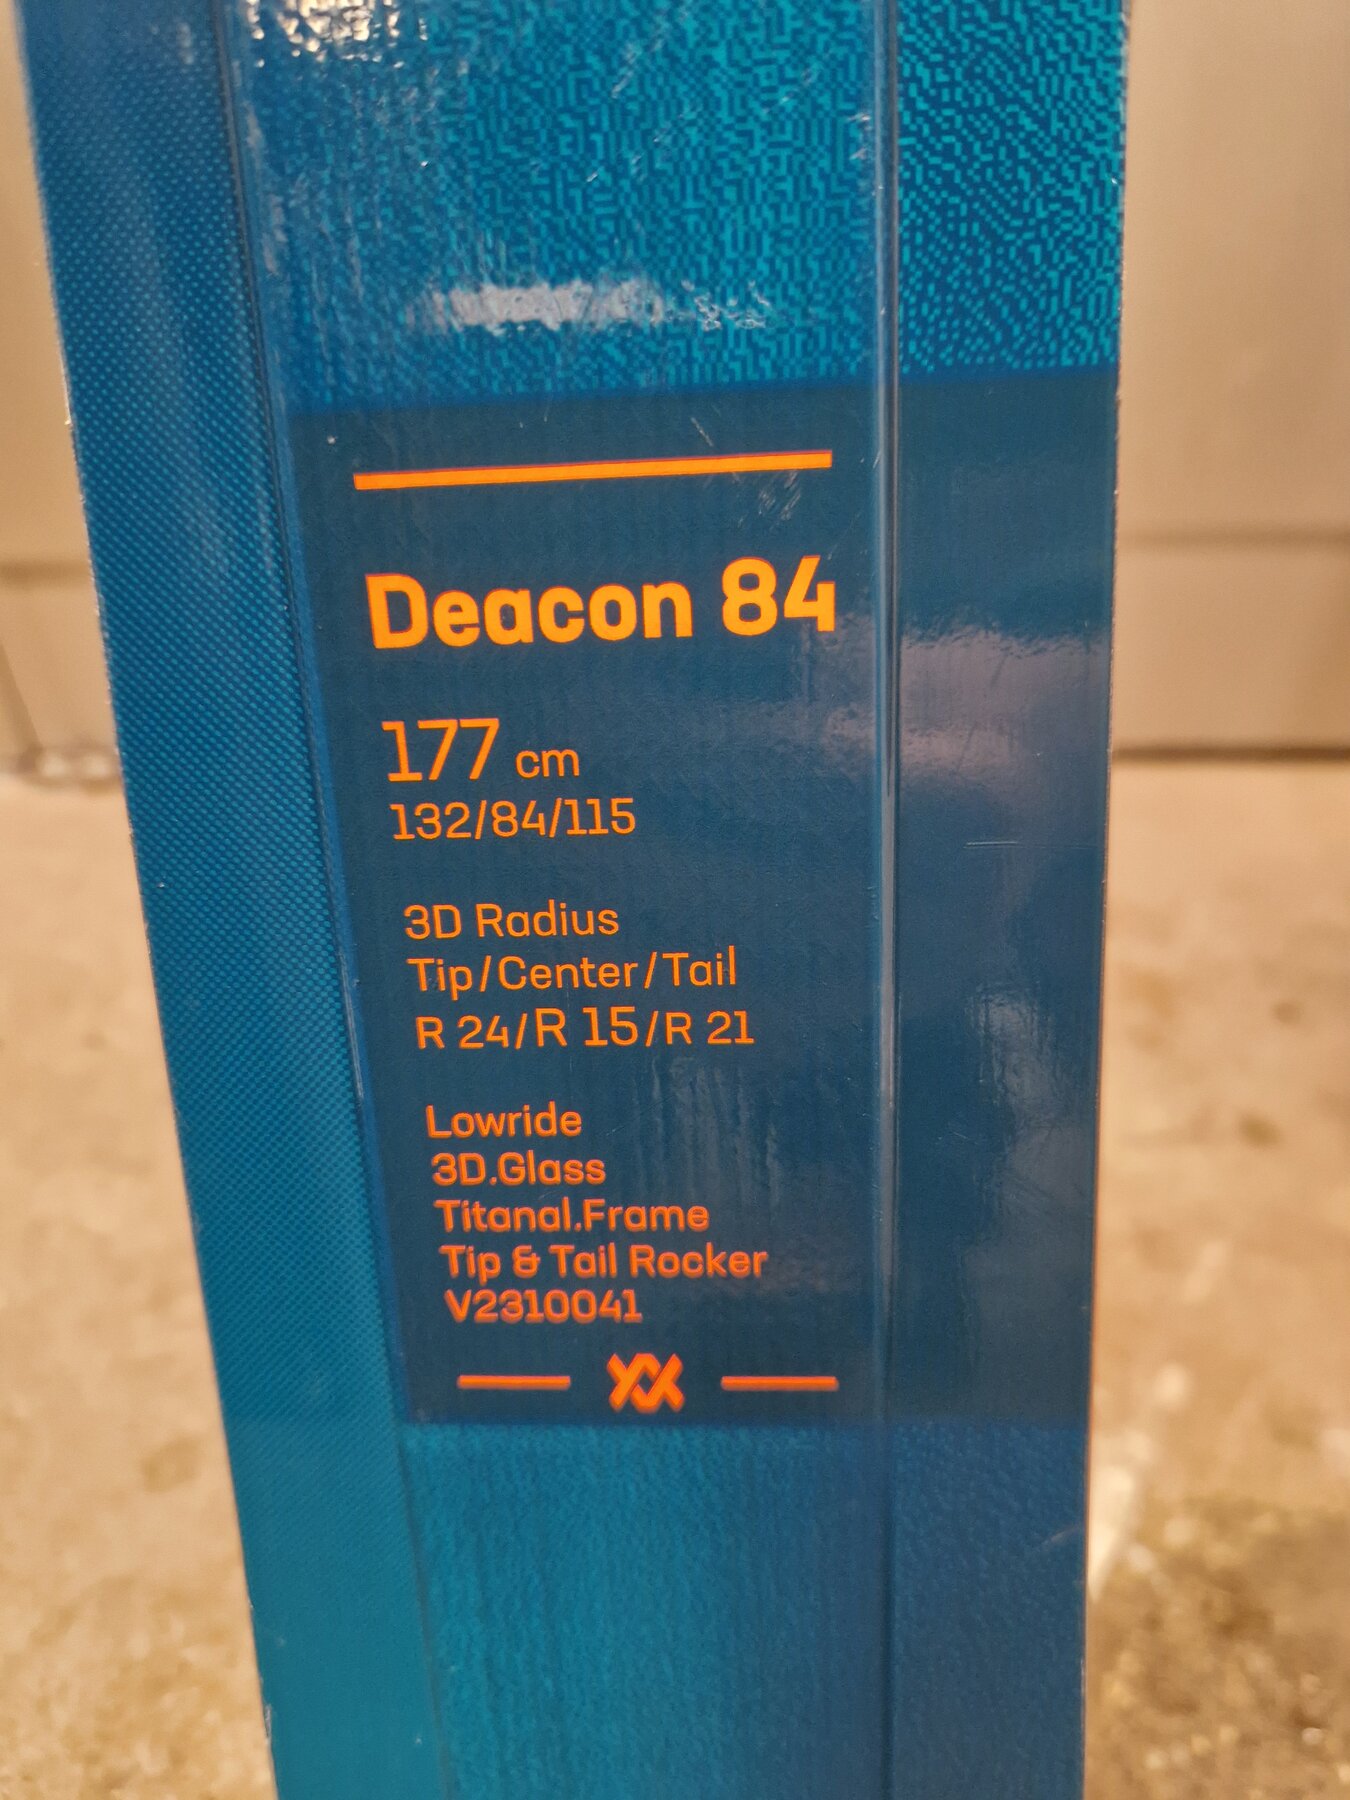 Deacon 84
177 cm
132/84/115
3D Radius
Tip/Center/Tail
R 24/R 15/R 21
Lowride
3D.Glass
Titanal.Frame
Tip & Tail Rocker
V2310041